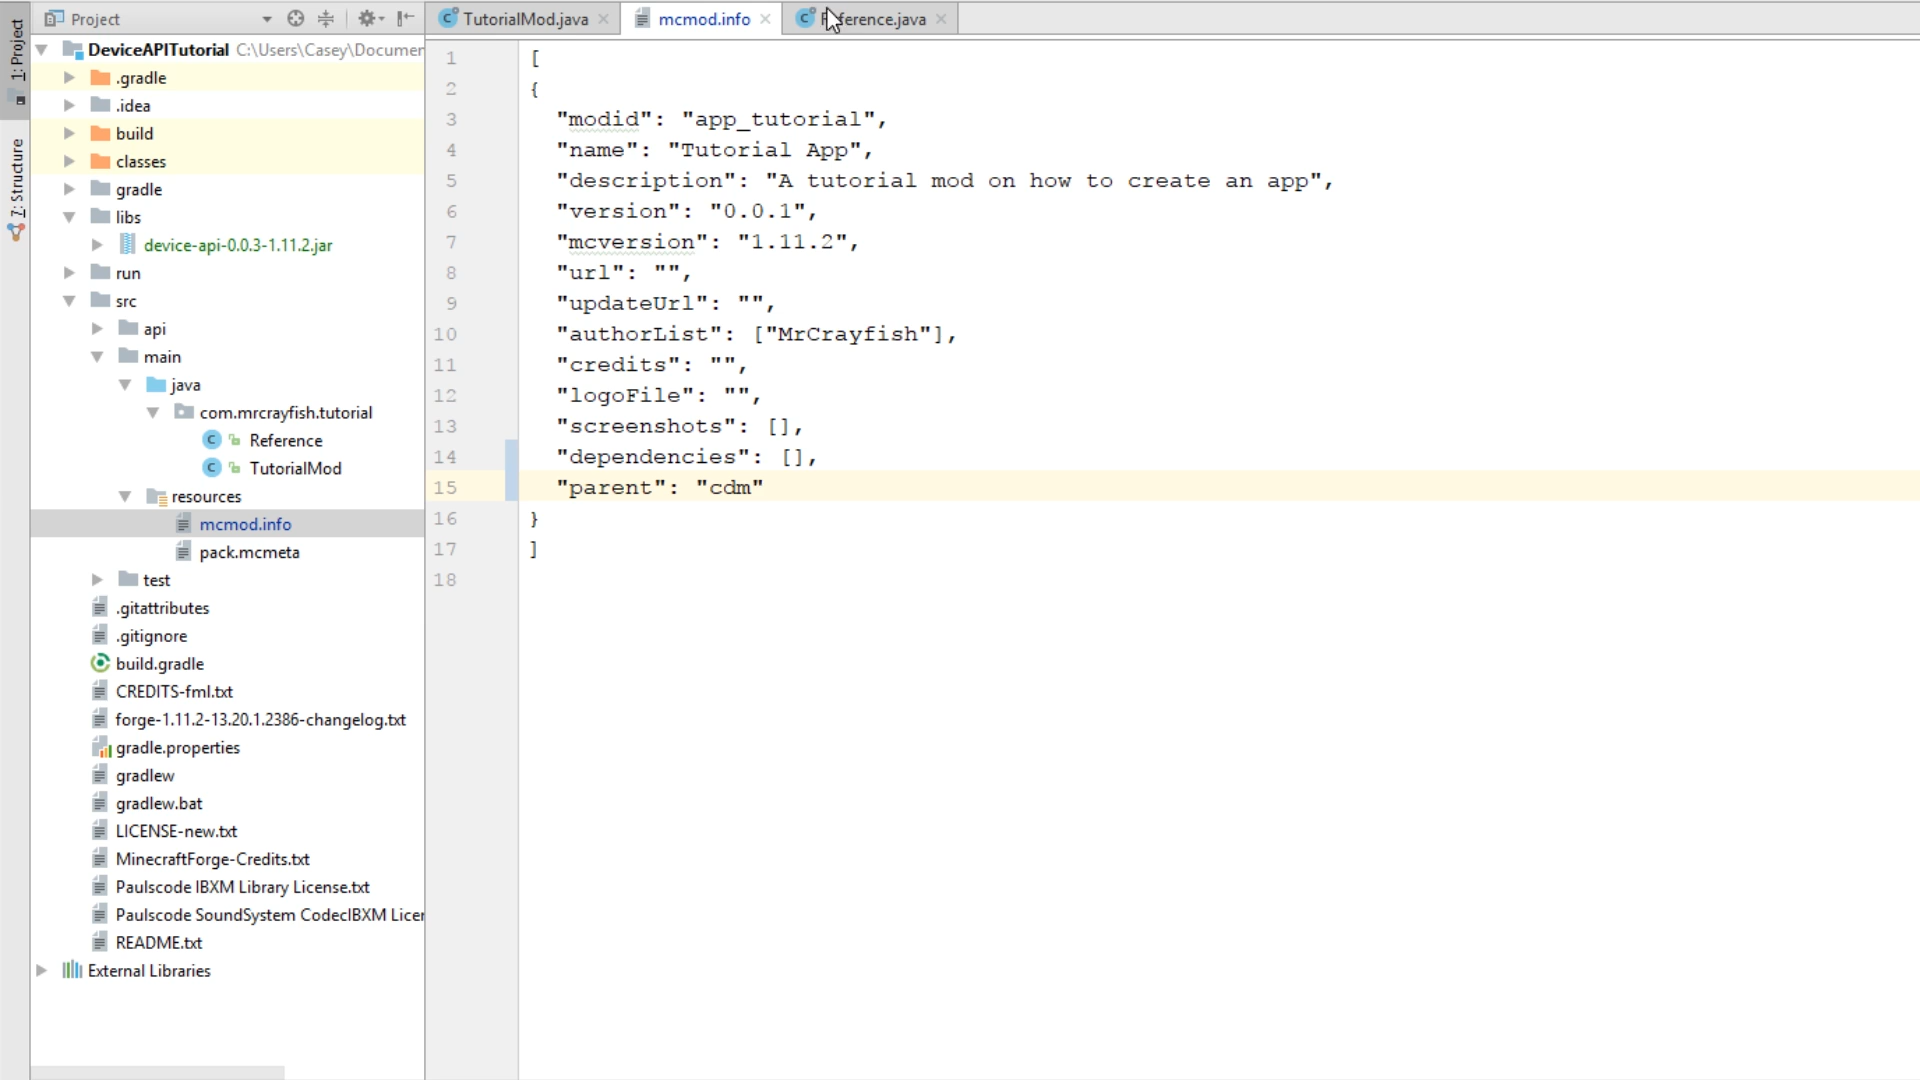 1: Project
7: Structure
Project
DeviceAPITutorial C:\Users\Casey\Documen
.gradle
.idea
build
classes
gradle
libs
device-api-0.0.3-1.11.2.jar
run
src
api
main
java
com.mrcrayfish.tutorial
Reference
TutorialMod
resources
mcmod.info
pack.mcmeta
test
.gitattributes
.gitignore
build.gradle
CREDITS-fml.txt
forge-1.11.2-13.20.1.2386-changelog.txt
gradle.properties
gradlew
gradlew.bat
LICENSE-new.txt
MinecraftForge-Credits.txt
Paulscode IBXM Library License.txt
Paulscode SoundSystem CodecIBXM Licen
README.txt
External Libraries
TutorialMod.java mcmod.info Reference.java
1 [
2 {
3 "modid": "app_tutorial",
4 "name": "Tutorial App",
5 "description": "A tutorial mod on how to create an app",
6 "version": "0.0.1",
7 "mcversion": "1.11.2",
8 "url": "",
9 "updateUrl": "",
10 "authorList": ["MrCrayfish"],
11 "credits": "",
12 "logoFile": "",
13 "screenshots": [],
14 "dependencies": [],
15 "parent": "cdm"
16 }
17 ]
18